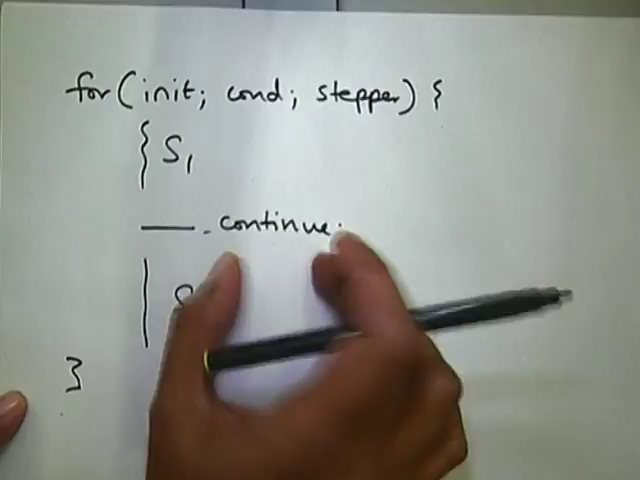 for(init; cond; stepper) {
{ S1
— continue;
S
}